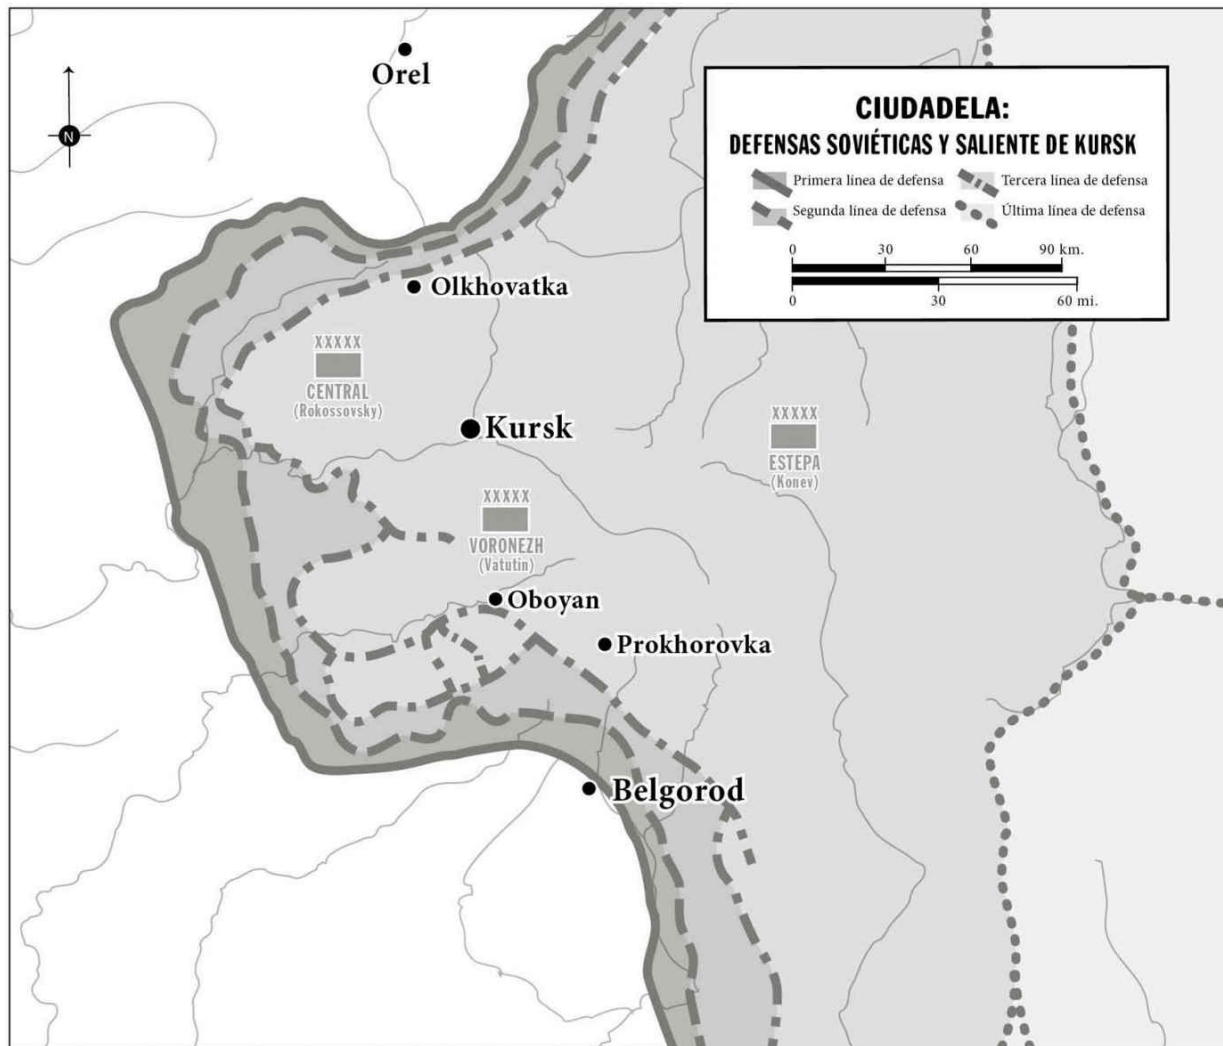 Orel
N
CIUDADELA:
DEFENSAS SOVIÉTICAS Y SALIENTE DE KURSK
Primera línea de defensa
Tercera línea de defensa
Segunda línea de defensa
Última línea de defensa
0 30 60 90 km.
0 30 60 mi.
Olkhovatka
XXXXX
CENTRAL
(Rokossovsky)
Kursk
XXXXX
ESTEPA
(Konev)
XXXXX
VORONEZH
(Vatutin)
Oboyan
Prokhorovka
Belgorod